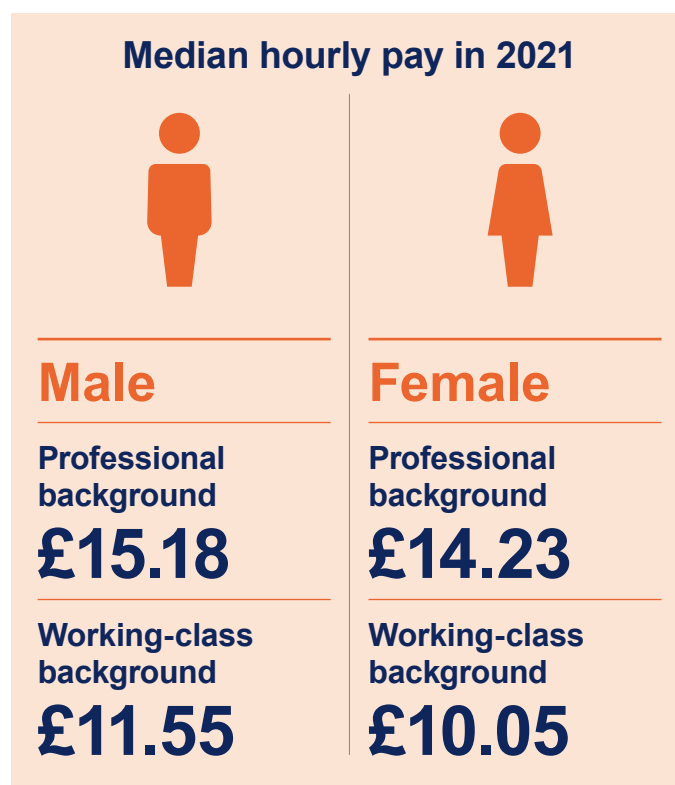 Median hourly pay in 2021
Male
Professional
background
£15.18
Working-class
background
£11.55
Female
Professional
background
£14.23
Working-class
background
£10.05